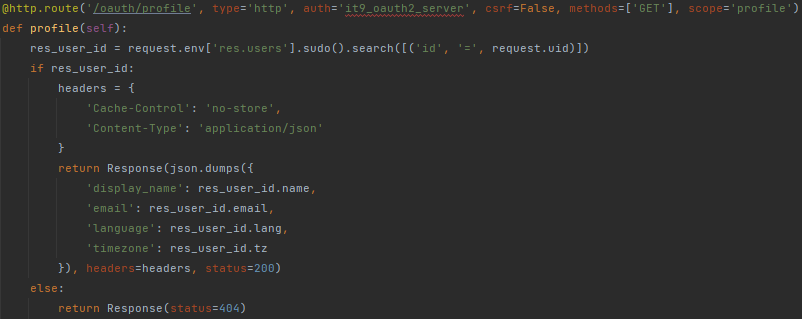 @http.route('/oauth/profile', type='http', auth='it9_oauth2_server', csrf=False, methods=['GET'], scope='profile')
def profile(self):
    res_user_id = request.env['res.users'].sudo().search([('id', '=', request.uid)])
    if res_user_id:
        headers = {
            'Cache-Control': 'no-store',
            'Content-Type': 'application/json'
        }
        return Response(json.dumps({
            'display_name': res_user_id.name,
            'email': res_user_id.email,
            'language': res_user_id.lang,
            'timezone': res_user_id.tz
        }), headers=headers, status=200)
    else:
        return Response(status=404)